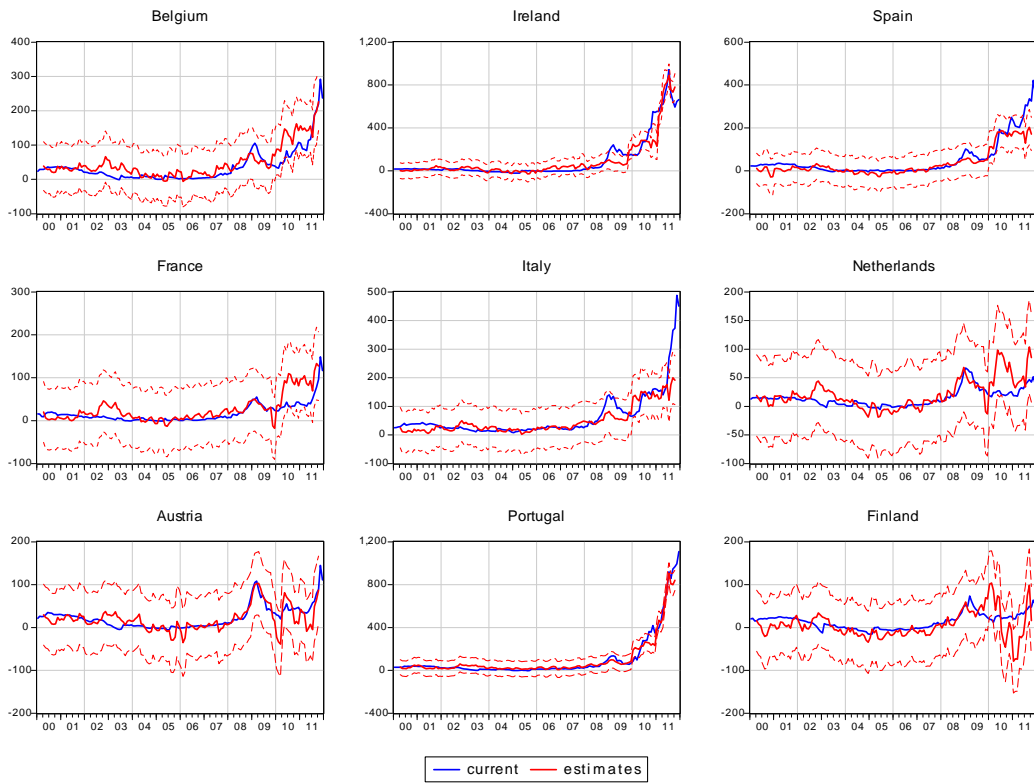 Belgium Ireland Spain
400 1,200 600
300 800 400
200 400 200
100 0 0
0
-100 -400 -200
00 01 02 03 04 05 06 07 08 09 10 11 00 01 02 03 04 05 06 07 08 09 10 11 00 01 02 03 04 05 06 07 08 09 10 11
France Italy Netherlands
300 500 200
400 150
200 300 100
100 200 50
100 0
0 0 -50
-100 -100 -100
00 01 02 03 04 05 06 07 08 09 10 11 00 01 02 03 04 05 06 07 08 09 10 11 00 01 02 03 04 05 06 07 08 09 10 11
Austria Portugal Finland
200 1,200 200
100 800 100
0 400 0
-100 0 -100
-200 -400 -200
00 01 02 03 04 05 06 07 08 09 10 11 00 01 02 03 04 05 06 07 08 09 10 11 00 01 02 03 04 05 06 07 08 09 10 11
current estimates